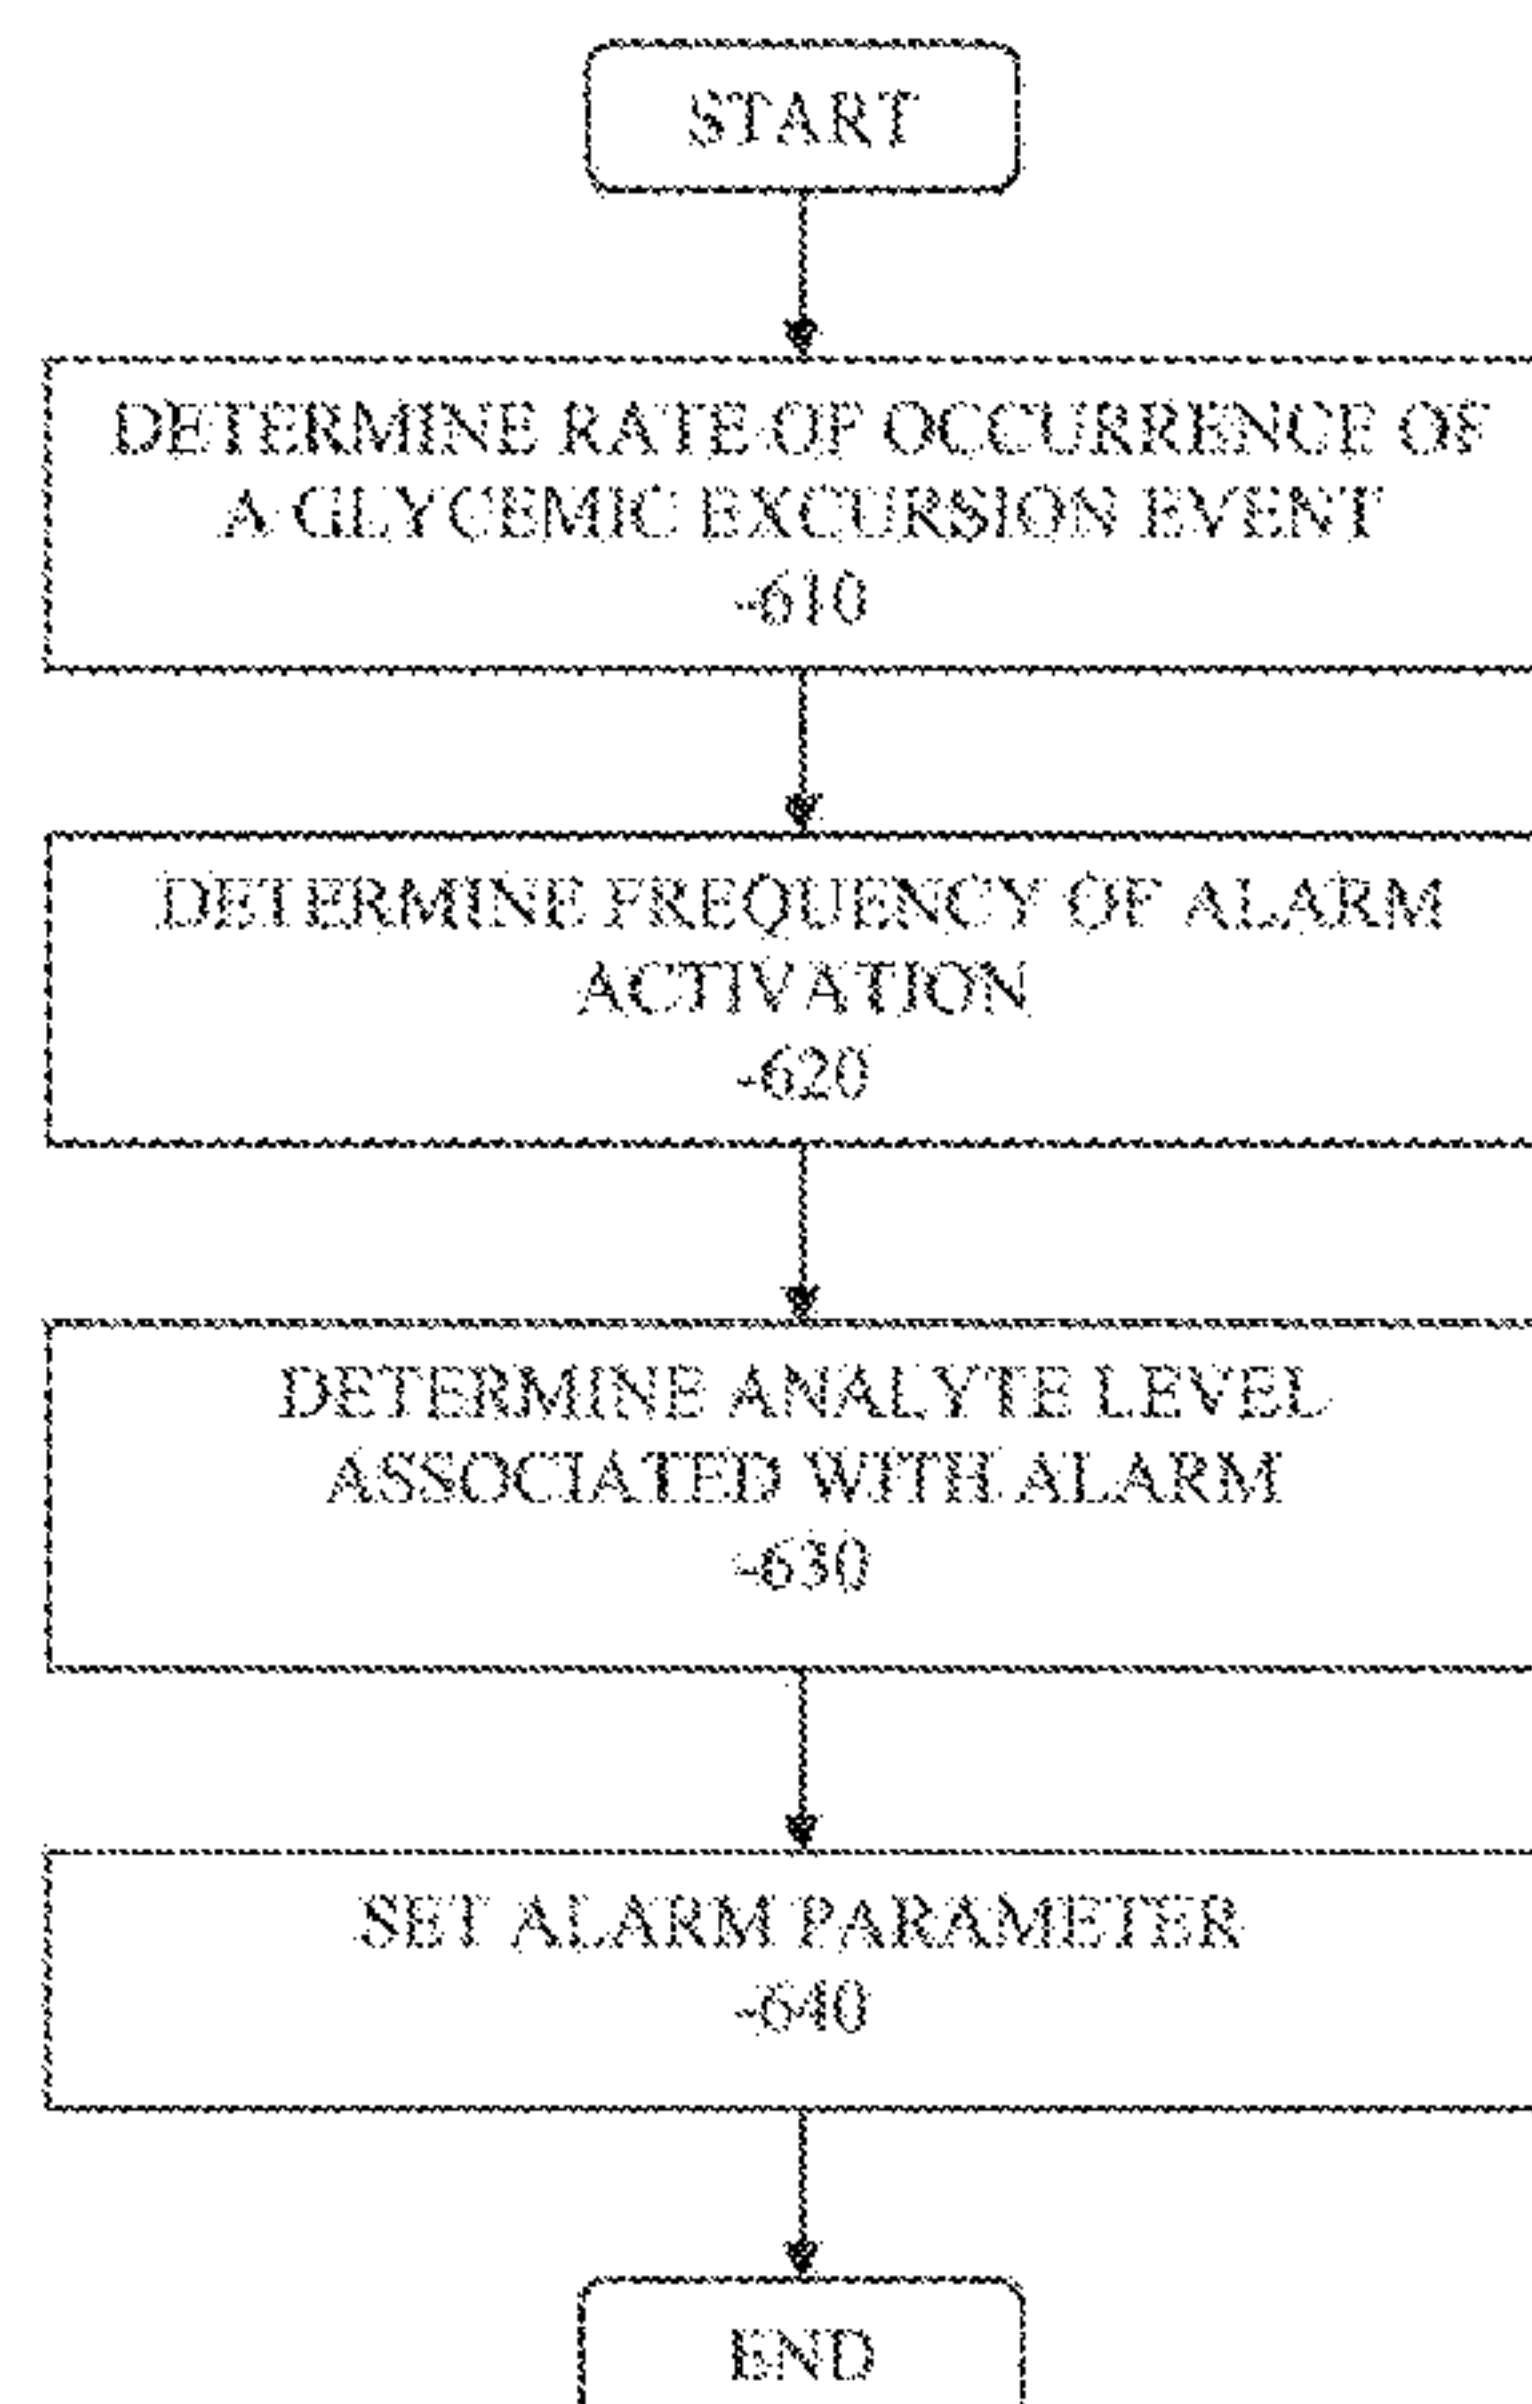 START
DETERMINE RATE OF OCCURRENCE OF
A GLYCEMIC EXCURSION EVENT
-610
DETERMINE FREQUENCY OF ALARM
ACTIVATION
-620
DETERMINE ANALYTE LEVEL
ASSOCIATED WITH ALARM
-630
SET ALARM PARAMETER
-640
END